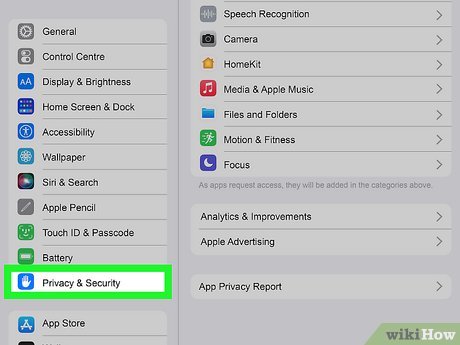 General
Control Centre
Display & Brightness
Home Screen & Dock
Accessibility
Wallpaper
Siri & Search
Apple Pencil
Touch ID & Passcode
Battery
Privacy & Security
App Store
Speech Recognition
Camera
HomeKit
Media & Apple Music
Files and Folders
Motion & Fitness
Focus
As apps request access, they will be added in the categories above.
Analytics & Improvements
Apple Advertising
App Privacy Report
wikiHow